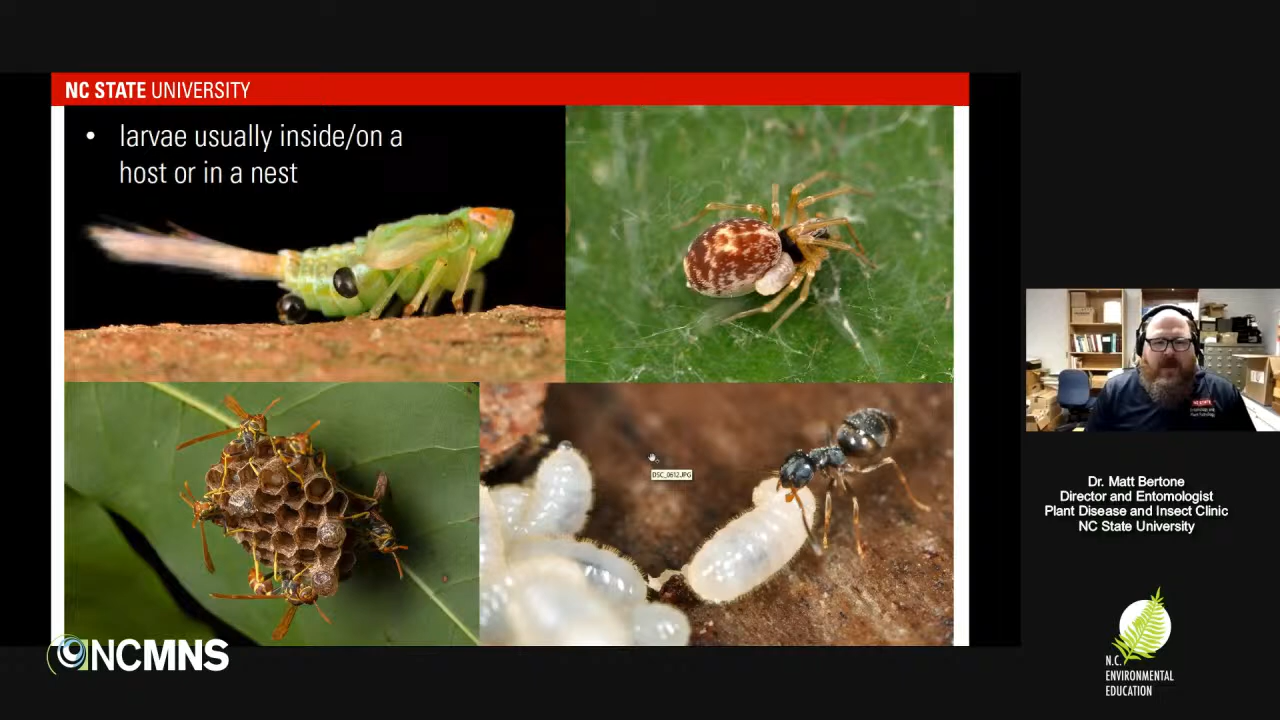 NC STATE UNIVERSITY
• larvae usually inside/on a
host or in a nest
DSC_0612.JPG
Dr. Matt Bertone
Director and Entomologist
Plant Disease and Insect Clinic
NC State University
NCMNS
N.C.
ENVIRONMENTAL
EDUCATION